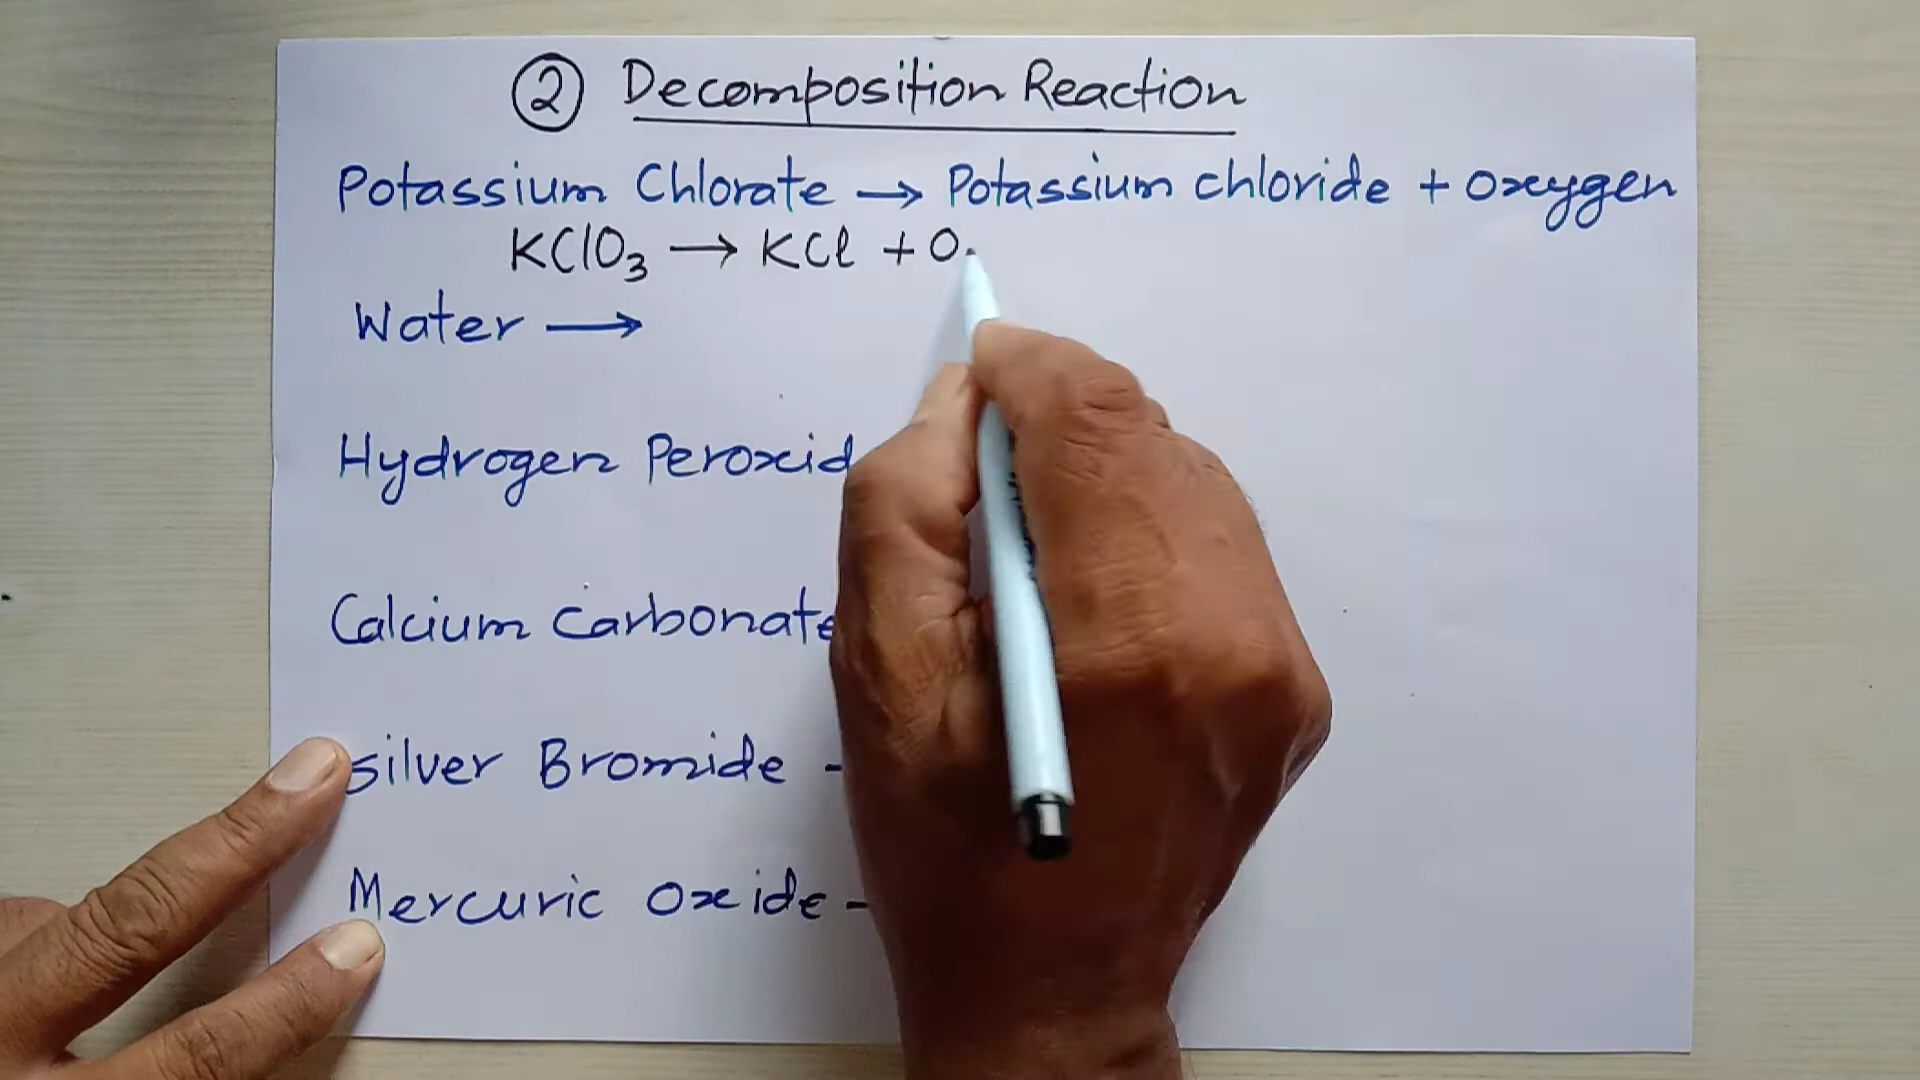 ② Decomposition Reaction
Potassium Chlorate → Potassium chloride + Oxygen
KClO₃ → KCl + O
Water →
Hydrogen Peroxid
Calcium Carbonate
Silver Bromide -
Mercuric Oxide -